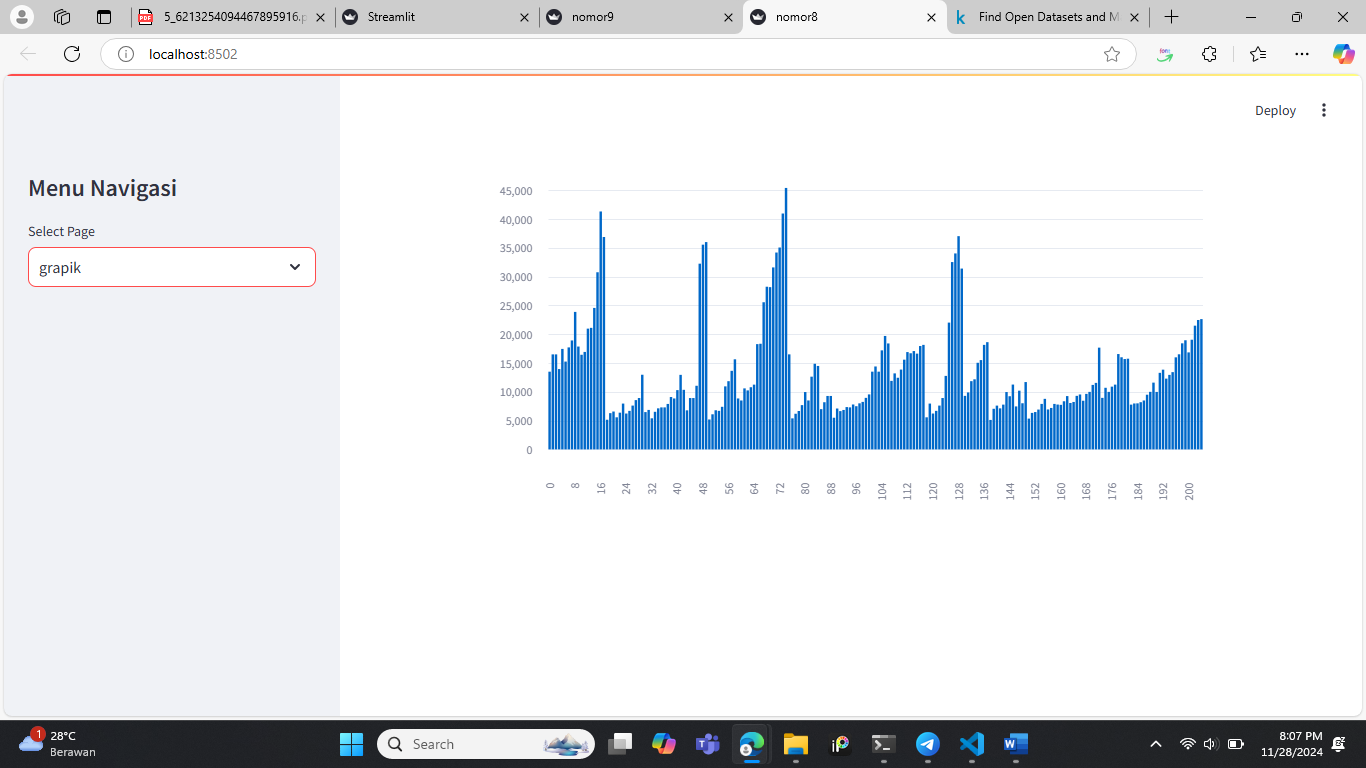 5_6213254094467895916.p
Streamlit
nomor9
nomor8
Find Open Datasets and M
localhost:8502
Deploy
Menu Navigasi
Select Page
grapik
45,000
40,000
35,000
30,000
25,000
20,000
15,000
10,000
5,000
0
0 8 16 24 32 40 48 56 64 72 80 88 96 104 112 120 128 136 144 152 160 168 176 184 192 200
1
28°C
Berawan
Search
8:07 PM
11/28/2024